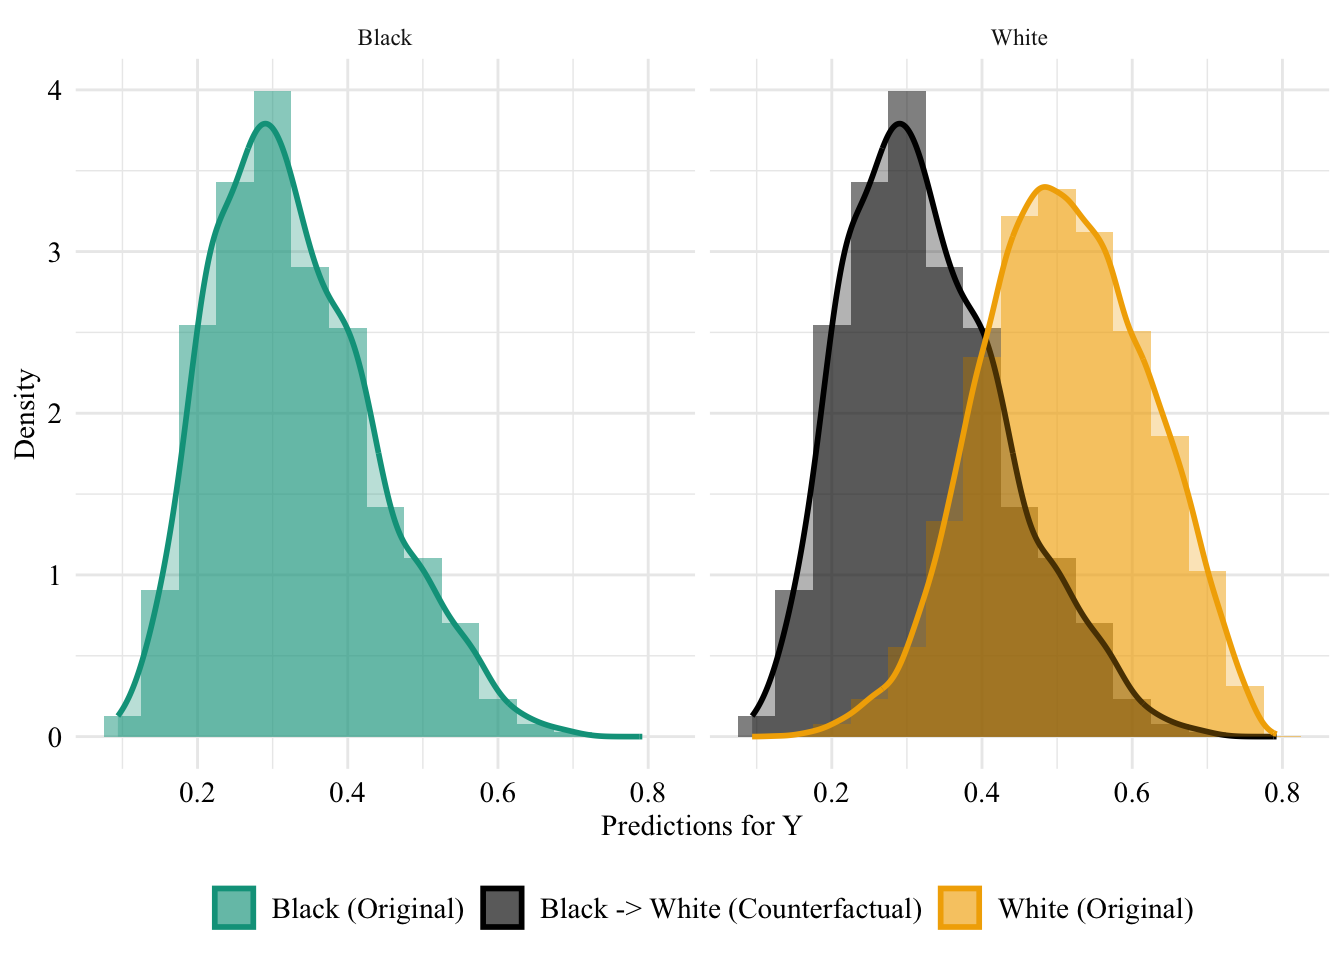 Black
White
4
3
2
1
0
Density
0.2 0.4 0.6 0.8
0.2 0.4 0.6 0.8
Predictions for Y
Black (Original) Black -> White (Counterfactual) White (Original)